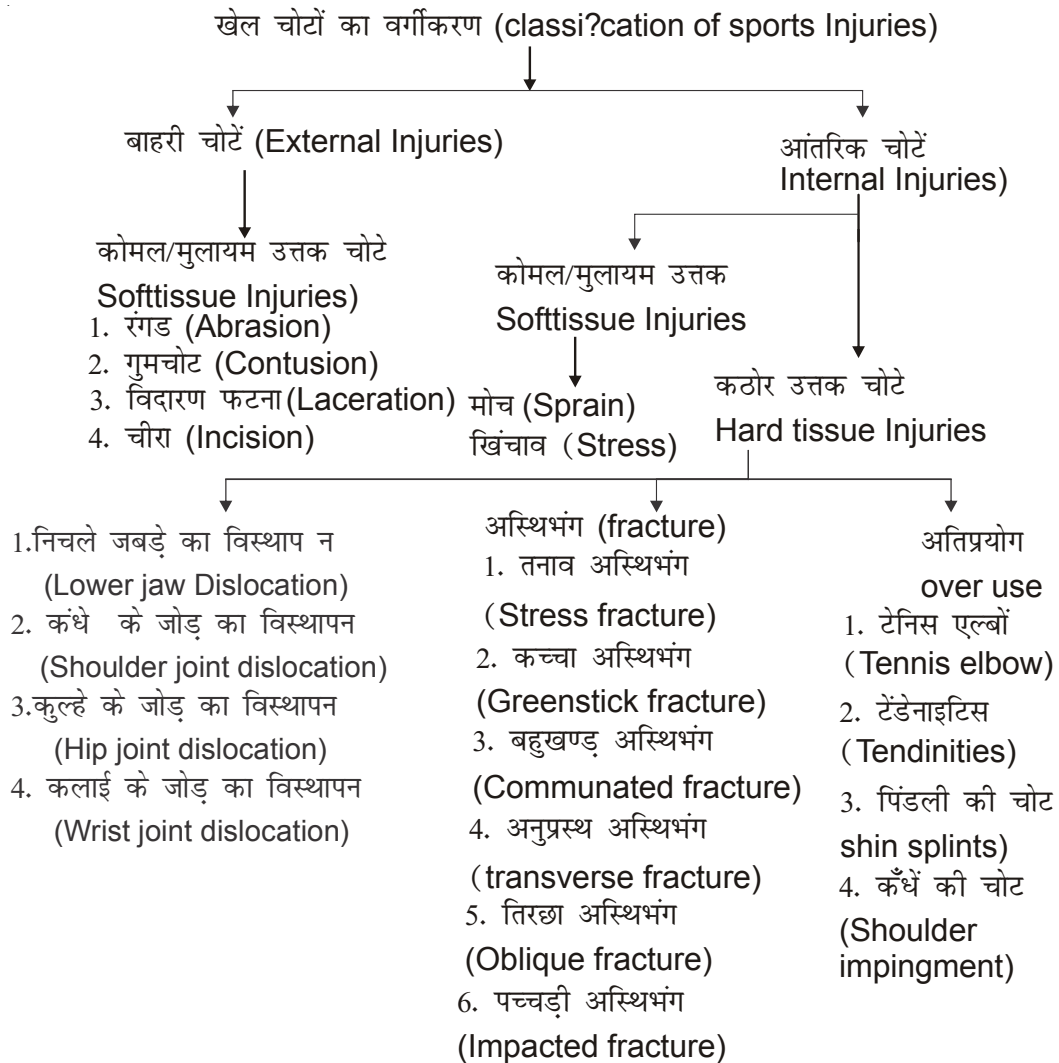 खेल चोटों का वर्गीकरण (classi?cation of sports Injuries)
बाहरी चोटें (External Injuries)
आंतरिक चोटें
Internal Injuries)
कोमल/मुलायम उत्तक चोटे
Softtissue Injuries)
1. रंगड (Abrasion)
2. गुमचोट (Contusion)
3. विदारण फटना (Laceration)
4. चीरा (Incision)
कोमल/मुलायम उत्तक
Softtissue Injuries
मोच (Sprain)
खिंचाव (Stress)
कठोर उत्तक चोटे
Hard tissue Injuries
1.निचले जबड़े का विस्थाप न
(Lower jaw Dislocation)
2. कंधे के जोड़ का विस्थापन
(Shoulder joint dislocation)
3.कुल्हे के जोड़ का विस्थापन
(Hip joint dislocation)
4. कलाई के जोड़ का विस्थापन
(Wrist joint dislocation)
अस्थिभंग (fracture)
1. तनाव अस्थिभंग
(Stress fracture)
2. कच्चा अस्थिभंग
(Greenstick fracture)
3. बहुखण्ड़ अस्थिभंग
(Communated fracture)
4. अनुप्रस्थ अस्थिभंग
(transverse fracture)
5. तिरछा अस्थिभंग
(Oblique fracture)
6. पच्चड़ी अस्थिभंग
(Impacted fracture)
अतिप्रयोग
over use
1. टेनिस एल्बों
(Tennis elbow)
2. टेंडेनाइटिस
(Tendinities)
3. पिंडली की चोट
shin splints)
4. कँधें की चोट
(Shoulder
impingment)